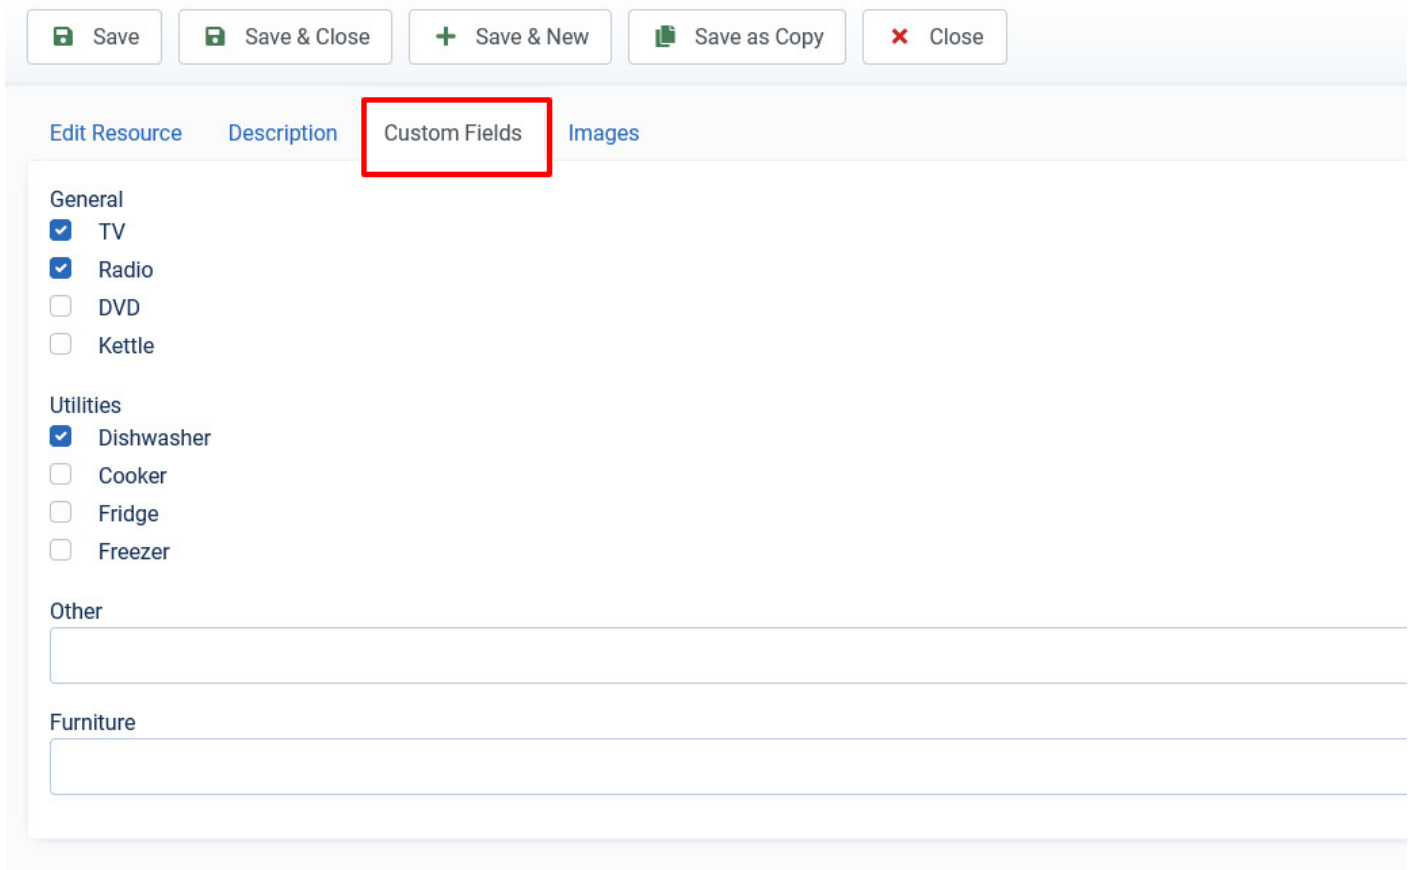 Save Save & Close Save & New Save as Copy Close
Edit Resource Description Custom Fields Images
General
TV
Radio
DVD
Kettle
Utilities
Dishwasher
Cooker
Fridge
Freezer
Other
Furniture